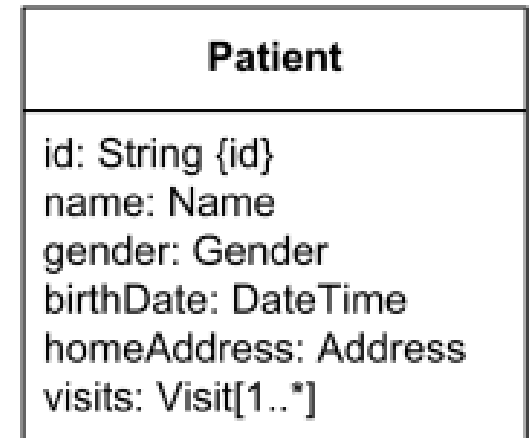 Patient
id: String {id}
name: Name
gender: Gender
birthDate: DateTime
homeAddress: Address
visits: Visit[1..*]